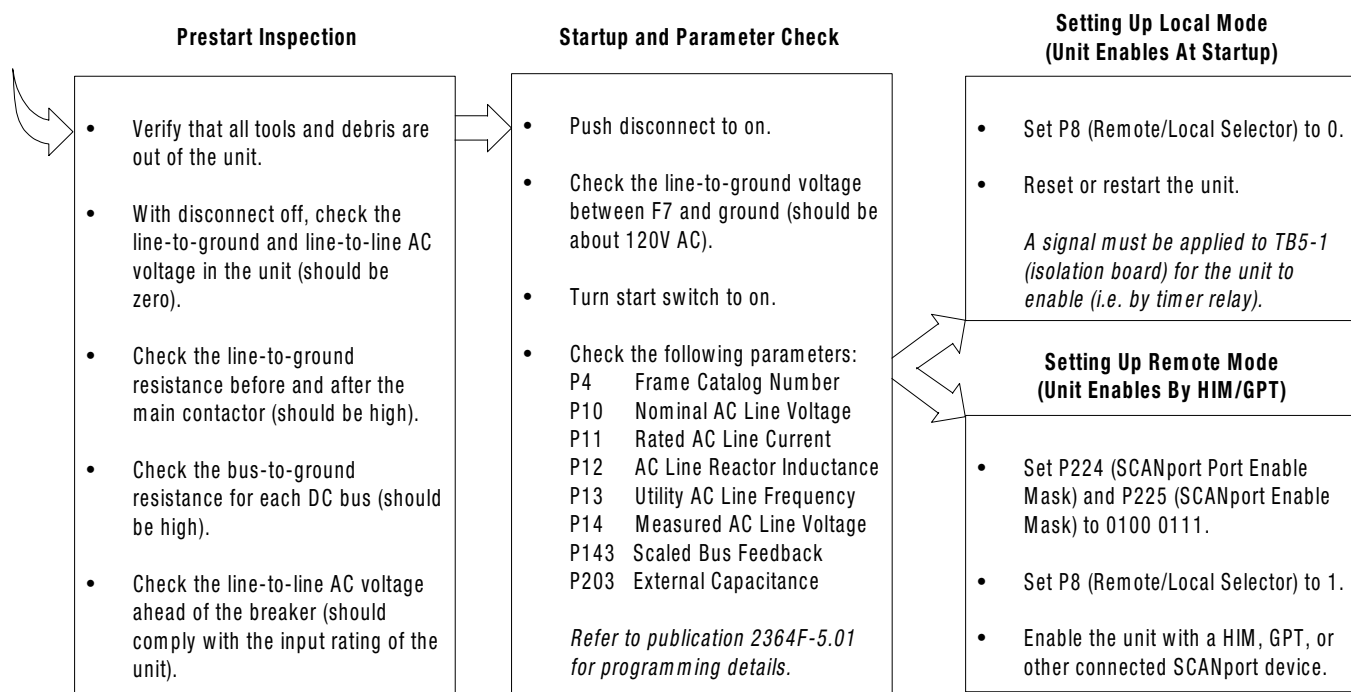 Prestart Inspection
• Verify that all tools and debris are
out of the unit.
• With disconnect off, check the
line-to-ground and line-to-line AC
voltage in the unit (should be
zero).
• Check the line-to-ground
resistance before and after the
main contactor (should be high).
• Check the bus-to-ground
resistance for each DC bus (should
be high).
• Check the line-to-line AC voltage
ahead of the breaker (should
comply with the input rating of the
unit).
Startup and Parameter Check
• Push disconnect to on.
• Check the line-to-ground voltage
between F7 and ground (should be
about 120V AC).
• Turn start switch to on.
• Check the following parameters:
P4 Frame Catalog Number
P10 Nominal AC Line Voltage
P11 Rated AC Line Current
P12 AC Line Reactor Inductance
P13 Utility AC Line Frequency
P14 Measured AC Line Voltage
P143 Scaled Bus Feedback
P203 External Capacitance
Refer to publication 2364F-5.01
for programming details.
Setting Up Local Mode
(Unit Enables At Startup)
• Set P8 (Remote/Local Selector) to 0.
• Reset or restart the unit.
A signal must be applied to TB5-1
(isolation board) for the unit to
enable (i.e. by timer relay).
Setting Up Remote Mode
(Unit Enables By HIM/GPT)
• Set P224 (SCANport Port Enable
Mask) and P225 (SCANport Enable
Mask) to 0100 0111.
• Set P8 (Remote/Local Selector) to 1.
• Enable the unit with a HIM, GPT, or
other connected SCANport device.